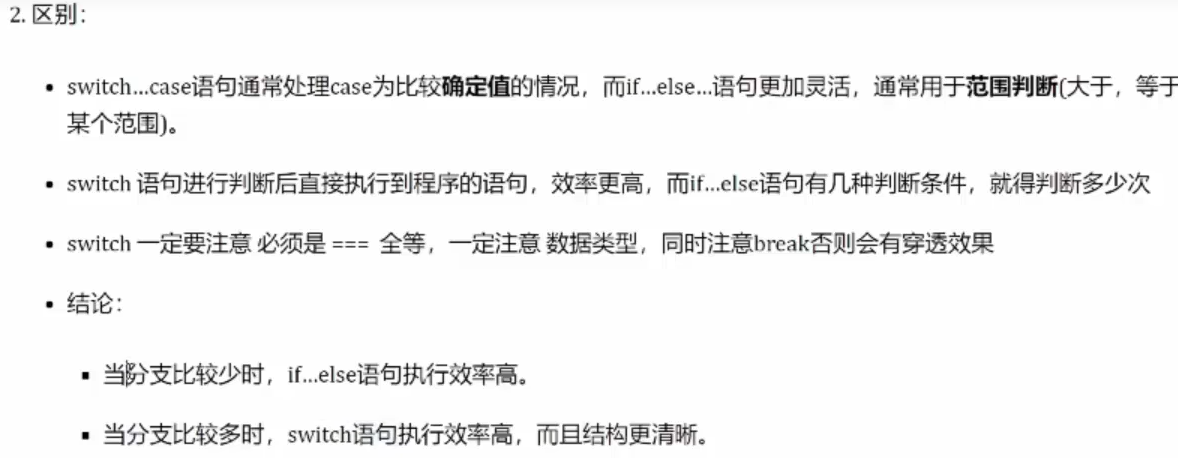 2. 区别：
• switch...case语句通常处理case为比较确定值的情况，而if...else...语句更加灵活，通常用于范围判断(大于，等于
某个范围)。
• switch 语句进行判断后直接执行到程序的语句，效率更高，而if...else语句有几种判断条件，就得判断多少次
• switch 一定要注意 必须是 === 全等，一定注意 数据类型，同时注意break否则会有穿透效果
• 结论：
▪ 当分支比较少时，if...else语句执行效率高。
▪ 当分支比较多时，switch语句执行效率高，而且结构更清晰。